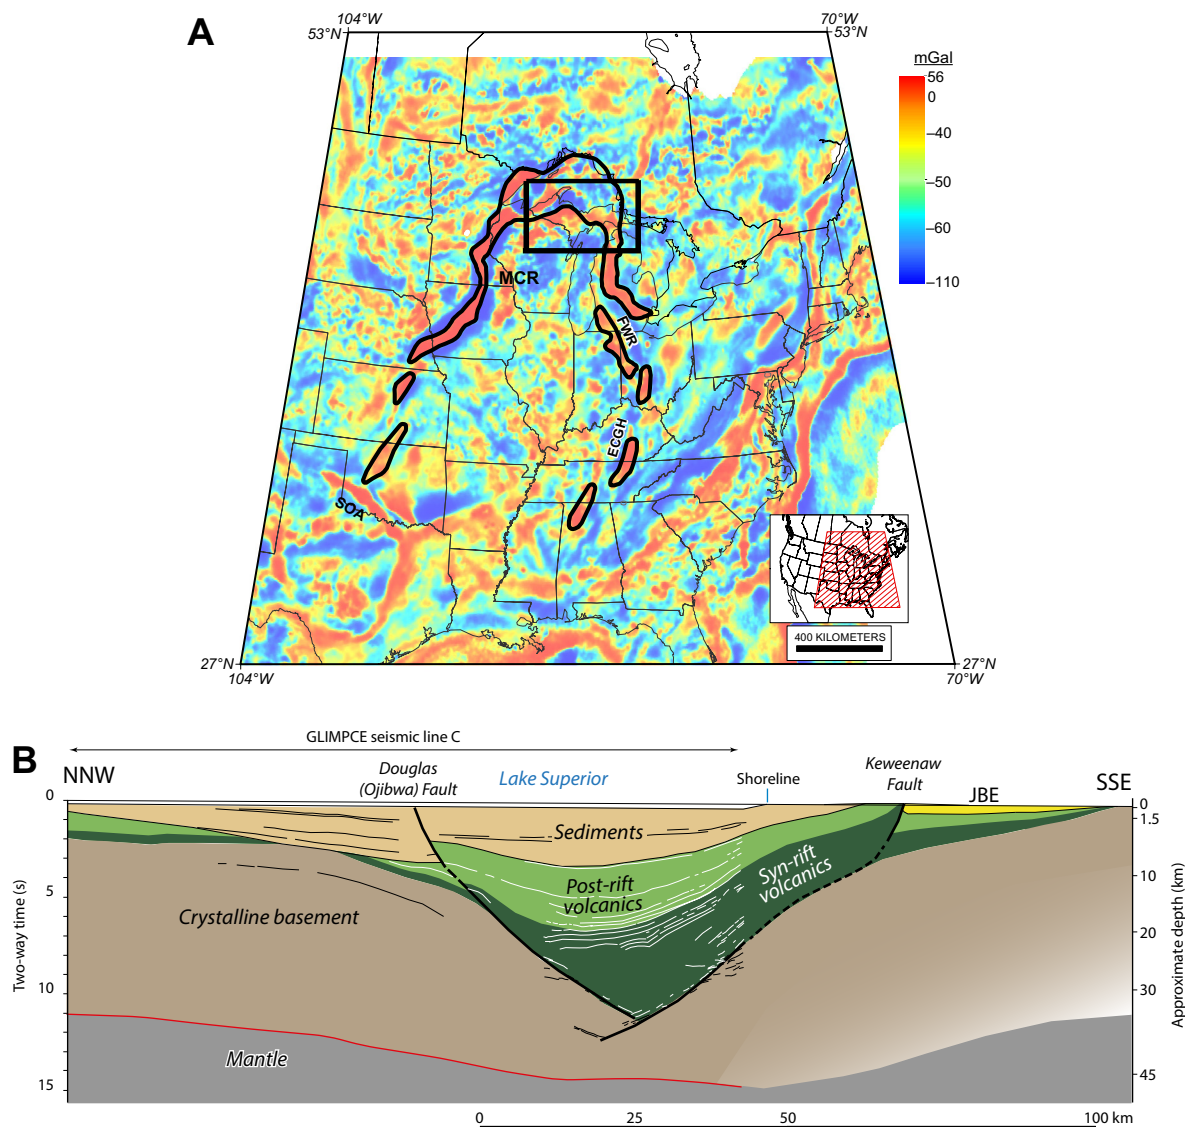 A
104°W
70°W
53°N
53°N
mGal
56
0
–40
–50
–60
–110
MCR
FWR
ECGH
SOA
400 KILOMETERS
27°N
27°N
104°W
70°W
B
GLIMPCE seismic line C
NNW
Douglas
(Ojibwa) Fault
Lake Superior
Shoreline
Keweenaw
Fault
JBE
SSE
0
5
10
15
Two-way time (s)
0
1.5
10
20
30
45
Approximate depth (km)
Sediments
Post-rift
volcanics
Syn-rift
volcanics
Crystalline basement
Mantle
0
25
50
100 km